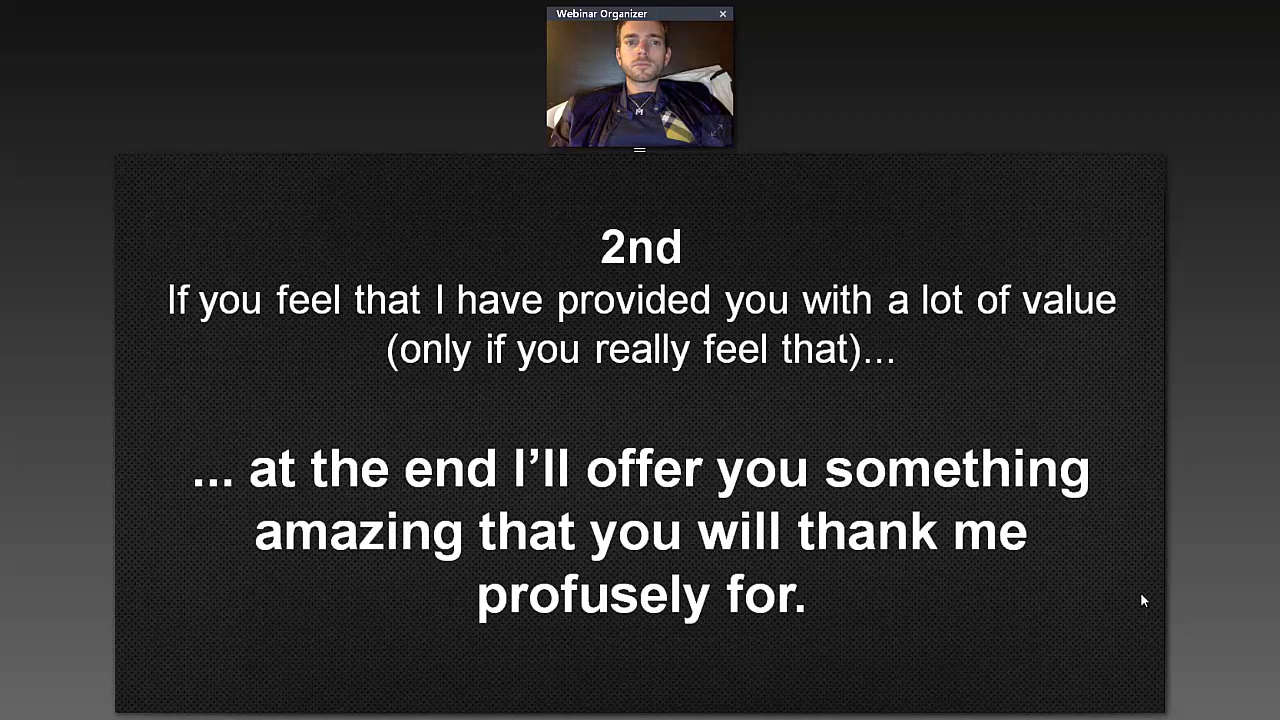 Webinar Organizer
2nd
If you feel that I have provided you with a lot of value
(only if you really feel that)...
... at the end I’ll offer you something
amazing that you will thank me
profusely for.